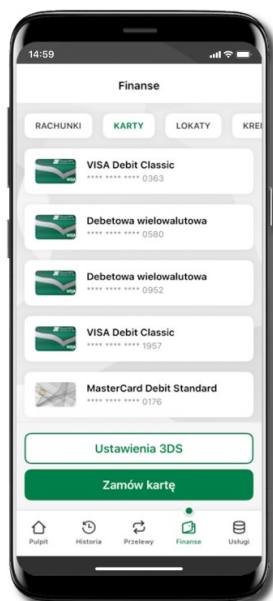 14:59
Finanse
RACHUNKI KARTY LOKATY KREI
VISA Debit Classic
**** **** **** 0363
Debetowa wielowalutowa
**** **** **** 0580
Debetowa wielowalutowa
**** **** **** 0952
VISA Debit Classic
**** **** **** 1957
MasterCard Debit Standard
**** **** **** 0176
Ustawienia 3DS
Zamów kartę
Pulpit Historia Przelewy Finanse Usługi